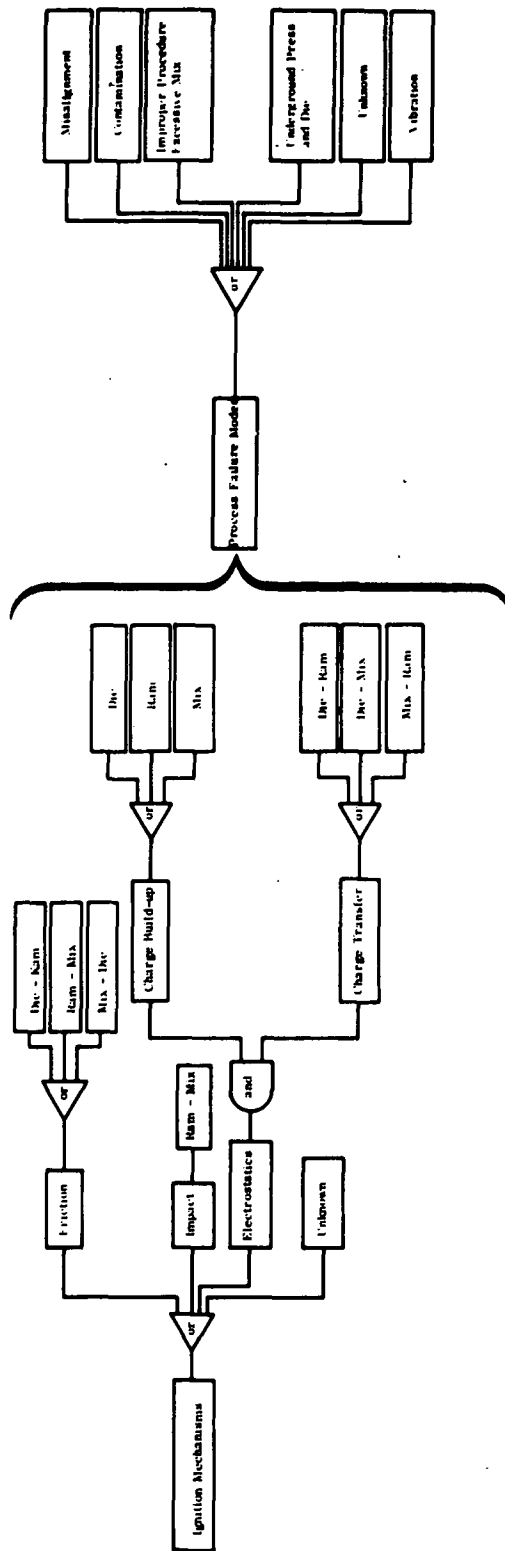 Ignition Mechanisms
or
Friction
or
Die - Ram
Ram - Mix
Mix - Die
Impact
Ram - Mix
Electrostatics
and
Charge Build-up
or
Die
Ram
Mix
Charge Transfer
or
Die - Ram
Die - Mix
Mix - Ram
Unknown
Process Failure Modes
or
Misalignment
Contamination
Improper Procedure
Excessive Mix
Underground Press
and Die
Unknown
Vibration